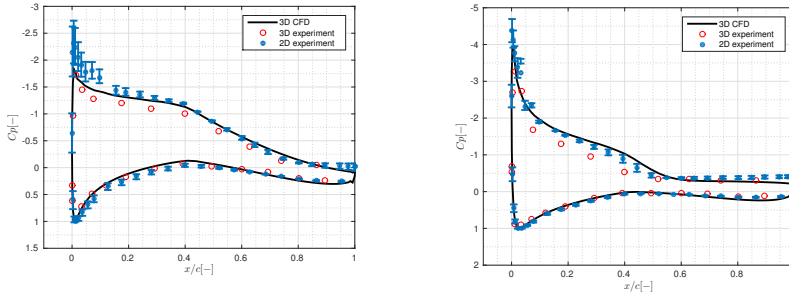 -3
-2.5
-2
-1.5
-1
-0.5
0
0.5
1
1.5
0
0.2
0.4
0.6
0.8
1
x/c[−]
Cp[−]
3D CFD
3D experiment
2D experiment
-5
-4
-3
-2
-1
0
1
2
0
0.2
0.4
0.6
0.8
x/c[−]
Cp[−]
3D CFD
3D experiment
2D experiment